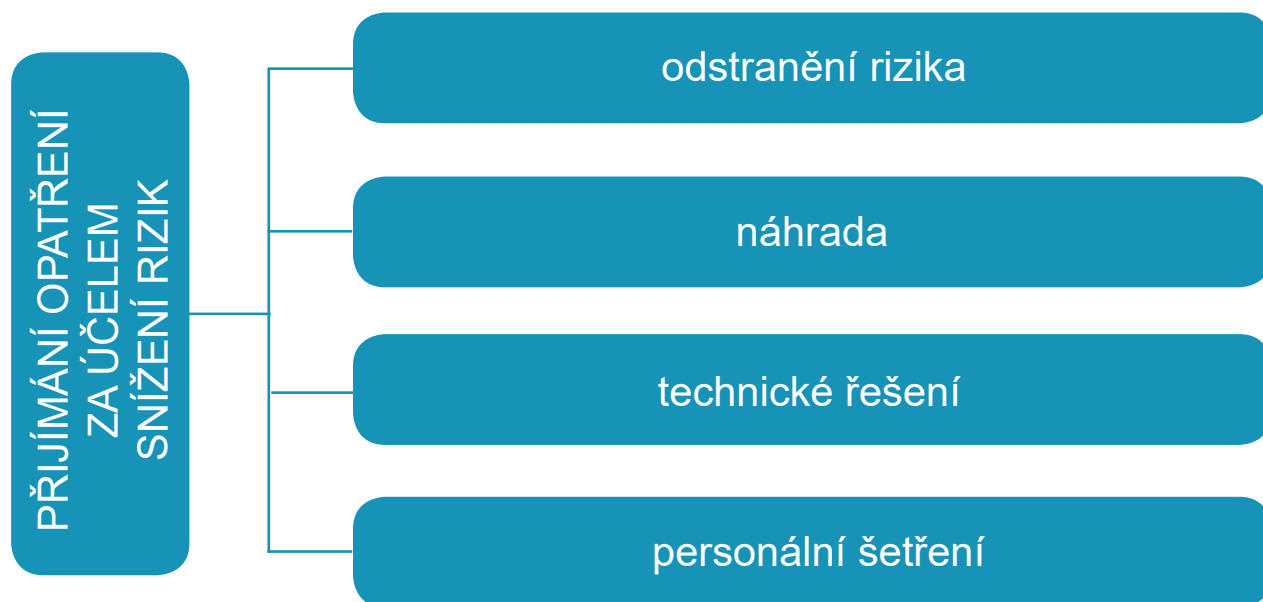 PŘIJÍMÁNÍ OPATŘENÍ
ZA ÚČELEM
SNÍŽENÍ RIZIK
odstranění rizika
náhrada
technické řešení
personální šetření